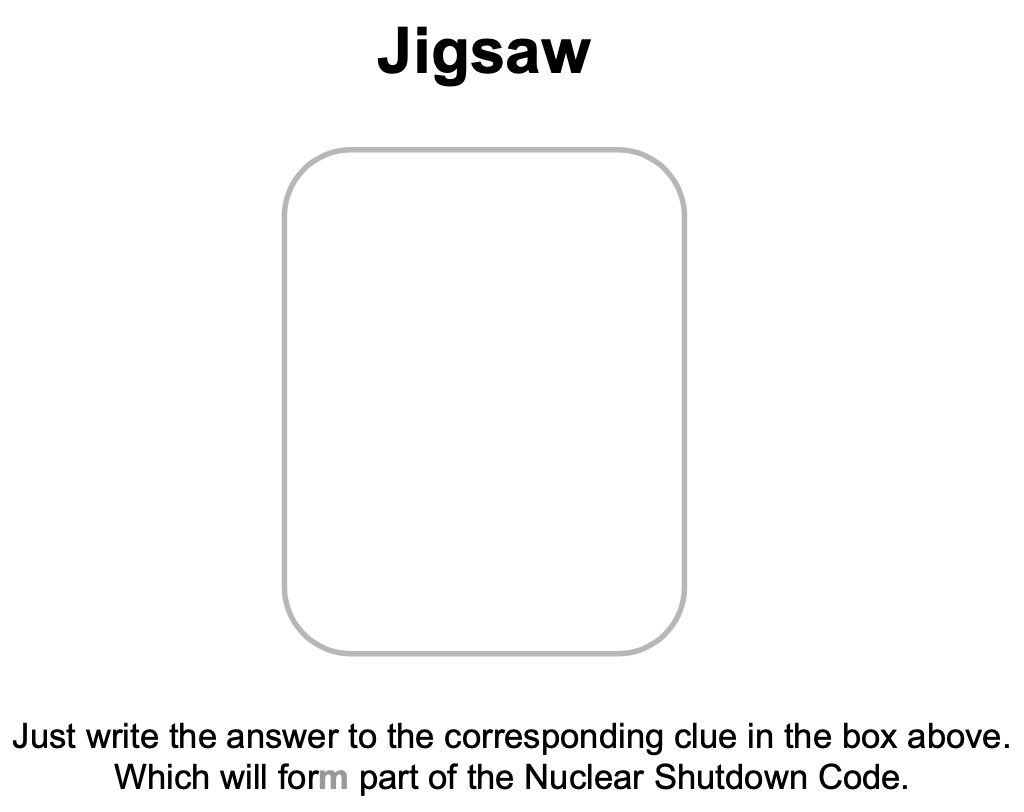 Jigsaw
Just write the answer to the corresponding clue in the box above.
Which will form part of the Nuclear Shutdown Code.